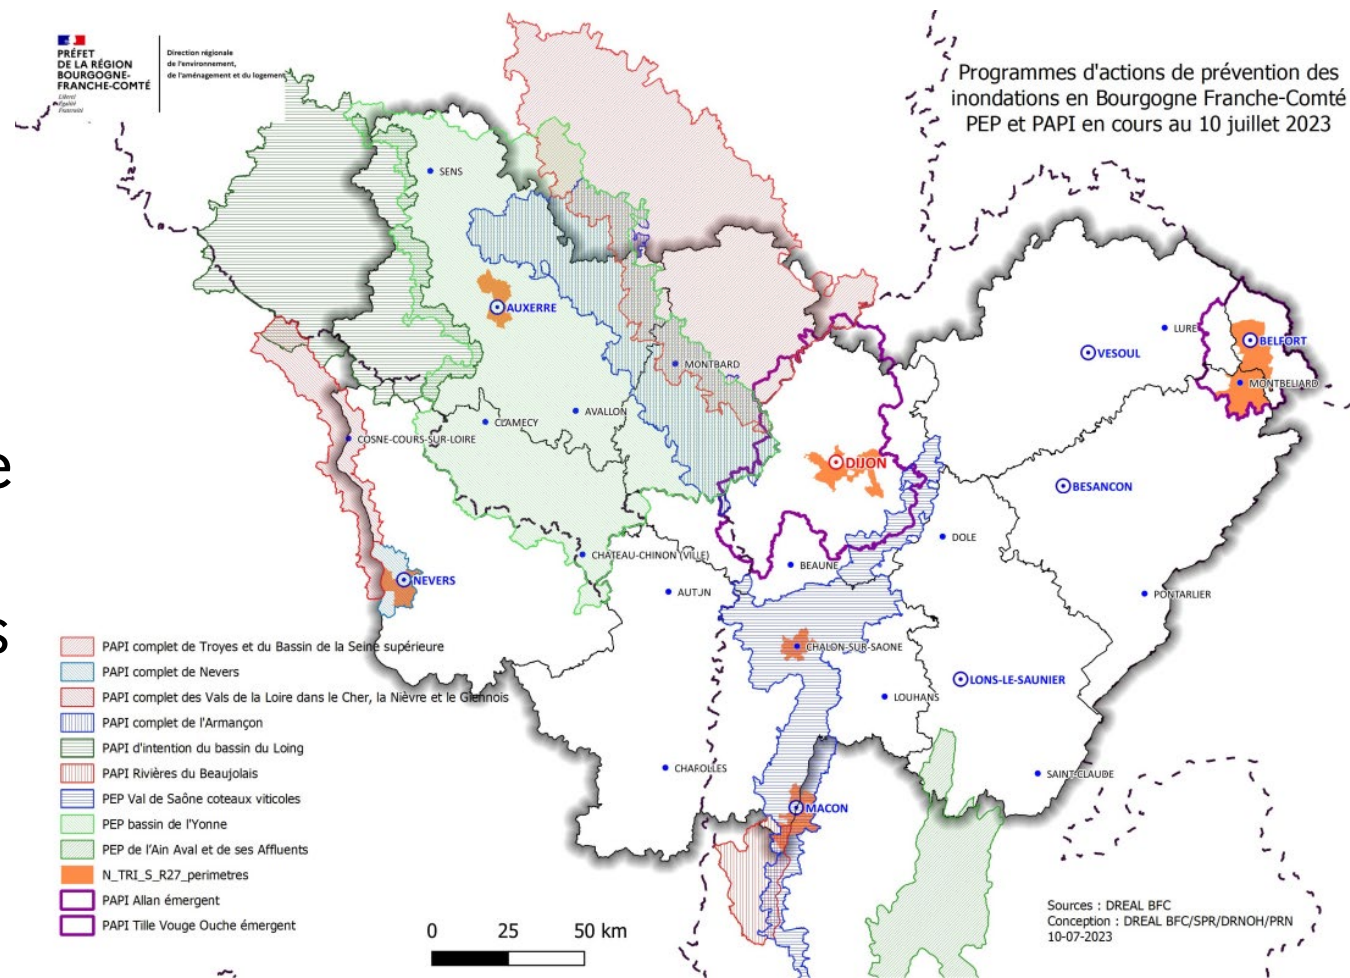 PRÉFET
DE LA RÉGION
BOURGOGNE-
FRANCHE-COMTÉ
Liberté
Égalité
Fraternité
Direction régionale
de l'environnement,
de l'aménagement et du logement
Programmes d'actions de prévention des
inondations en Bourgogne Franche-Comté
PEP et PAPI en cours au 10 juillet 2023
SENS
AUXERRE
LURE
BELFORT
VESOUL
MONTBARD
MONTBELIARD
AVALLON
CLAMECY
COSNE-COURS-SUR-LOIRE
e
DIJON
BESANCON
DOLE
CHATEAU-CHINON (VILLE)
BEAUNE
NEVERS
AUTUN
PONTARLIER
s
CHALON-SUR-SAONE
LONS-LE-SAUNIER
LOUHANS
CHAROLLES
SAINT-CLAUDE
MACON
PAPI complet de Troyes et du Bassin de la Seine supérieure
PAPI complet de Nevers
PAPI complet des Vals de la Loire dans le Cher, la Nièvre et le Giennois
PAPI complet de l'Armançon
PAPI d'intention du bassin du Loing
PAPI Rivières du Beaujolais
PEP Val de Saône coteaux viticoles
PEP bassin de l'Yonne
PEP de l'Ain Aval et de ses Affluents
N_TRI_S_R27_perimetres
PAPI Allan émergent
PAPI Tille Vouge Ouche émergent
0 25 50 km
Sources : DREAL BFC
Conception : DREAL BFC/SPR/DRNOH/PRN
10-07-2023